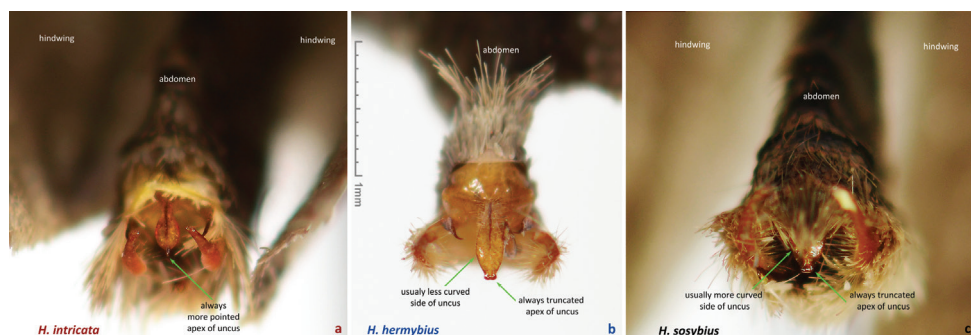 hindwing
hindwing
abdomen
always
more pointed
apex of uncus
H. intricata
a
abdomen
1mm
usualy less curved
side of uncus
always truncated
apex of uncus
H. hermybius
b
hindwing
hindwing
abdomen
usually more curved
side of uncus
always truncated
apex of uncus
H. sosybius
c